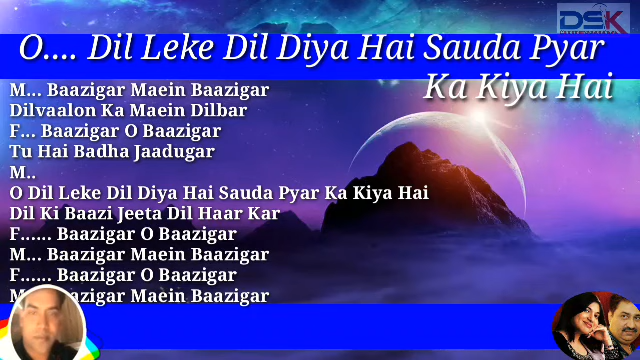 DSK
O.... Dil Leke Dil Diya Hai Sauda Pyar
Ka Kiya Hai
M... Baazigar Maein Baazigar
Dilvaalon Ka Maein Dilbar
F... Baazigar O Baazigar
Tu Hai Badha Jaadugar
M..
O Dil Leke Dil Diya Hai Sauda Pyar Ka Kiya Hai
Dil Ki Baazi Jeeta Dil Haar Kar
F...... Baazigar O Baazigar
M... Baazigar Maein Baazigar
F...... Baazigar O Baazigar
M Baazigar Maein Baazigar